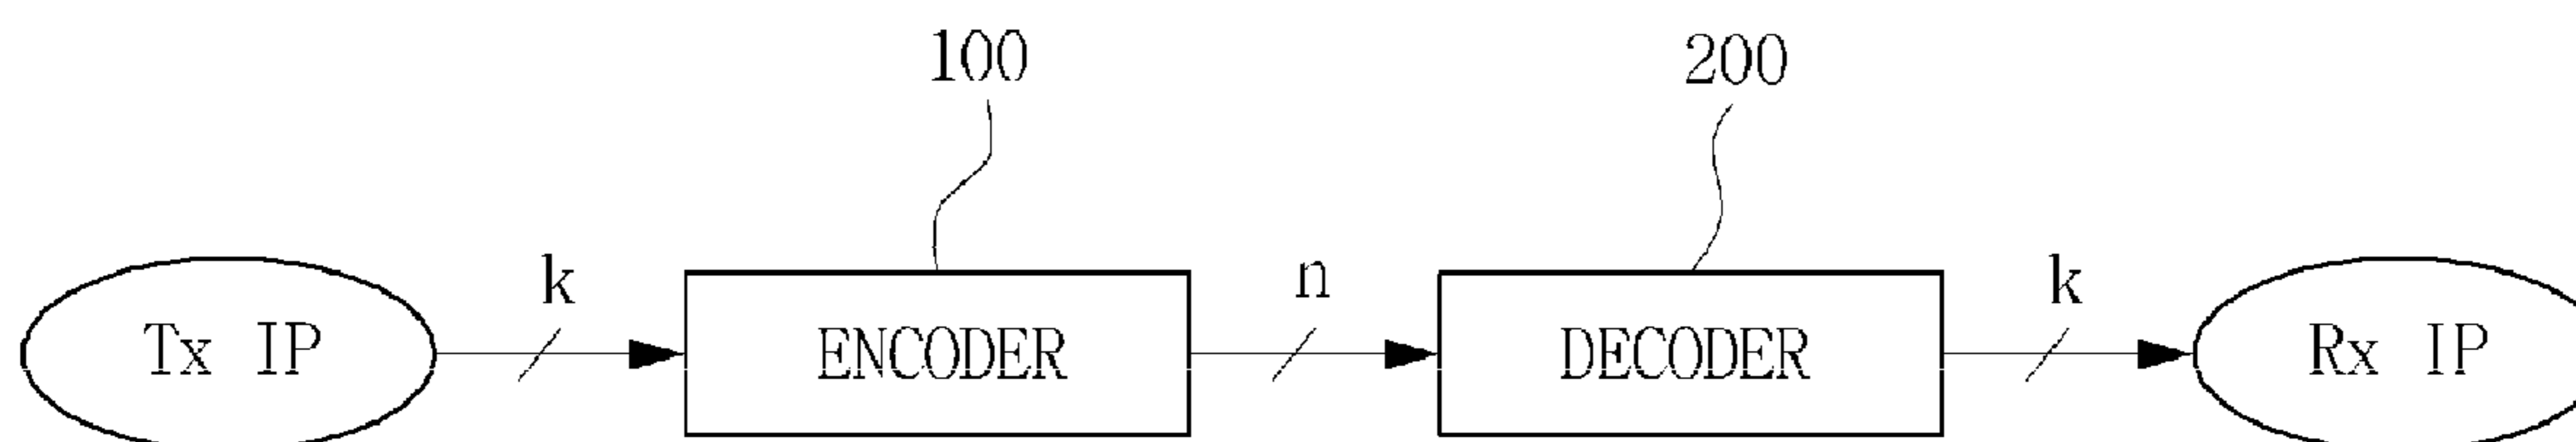 100 200
k n k
Tx IP ENCODER DECODER Rx IP